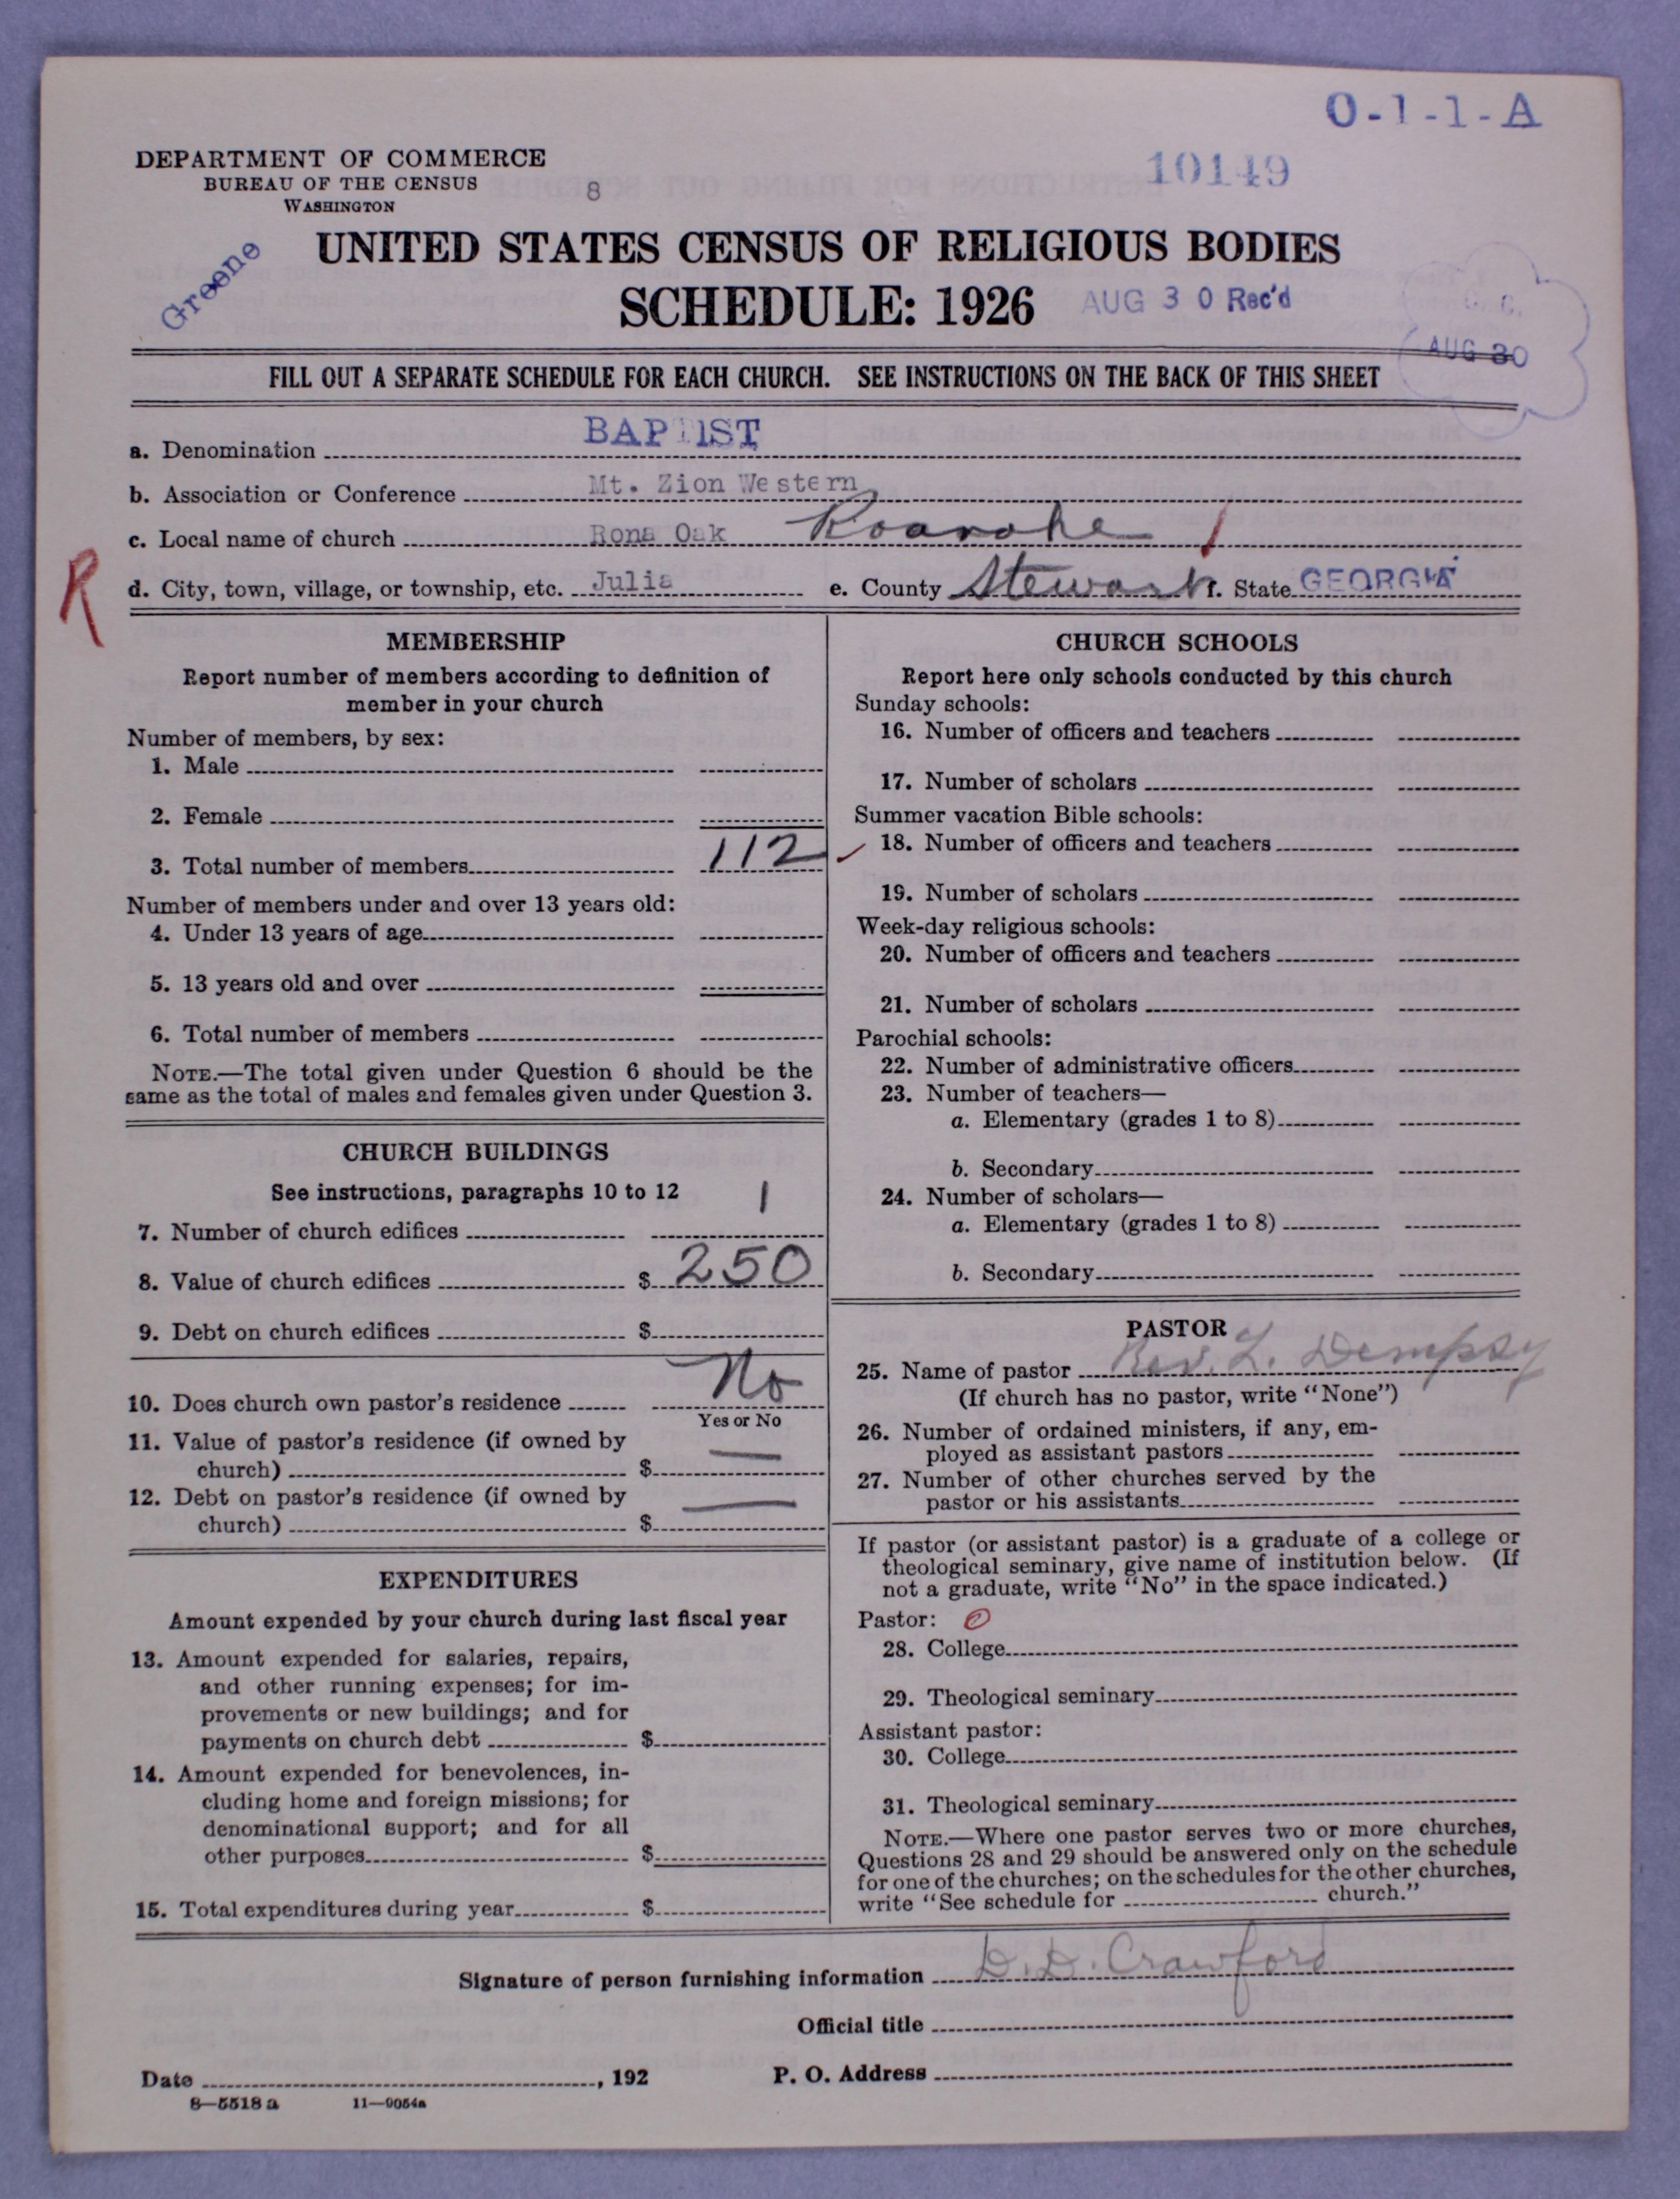 O-1-1-A
DEPARTMENT OF COMMERCE
BUREAU OF THE CENSUS
WASHINGTON
8
10149
Greene
UNITED STATES CENSUS OF RELIGIOUS BODIES
SCHEDULE: 1926
AUG 30 Rec'd
AUG 30
FILL OUT A SEPARATE SCHEDULE FOR EACH CHURCH. SEE INSTRUCTIONS ON THE BACK OF THIS SHEET
a. Denomination BAPTIST
b. Association or Conference Mt. Zion Western
c. Local name of church Rona Oak Roanoke
R
d. City, town, village, or township, etc. Julia e. County Stewart f. State GEORGIA
MEMBERSHIP
Report number of members according to definition of
member in your church
Number of members, by sex:
1. Male
2. Female
3. Total number of members 112
Number of members under and over 13 years old:
4. Under 13 years of age
5. 13 years old and over
6. Total number of members
NOTE.—The total given under Question 6 should be the
same as the total of males and females given under Question 3.
CHURCH BUILDINGS
See instructions, paragraphs 10 to 12
7. Number of church edifices 1
8. Value of church edifices $ 250
9. Debt on church edifices $
10. Does church own pastor's residence No
Yes or No
11. Value of pastor's residence (if owned by
church) $ —
12. Debt on pastor's residence (if owned by
church) $ —
EXPENDITURES
Amount expended by your church during last fiscal year
13. Amount expended for salaries, repairs,
and other running expenses; for im-
provements or new buildings; and for
payments on church debt $
14. Amount expended for benevolences, in-
cluding home and foreign missions; for
denominational support; and for all
other purposes $
15. Total expenditures during year $
CHURCH SCHOOLS
Report here only schools conducted by this church
Sunday schools:
16. Number of officers and teachers
17. Number of scholars
Summer vacation Bible schools:
18. Number of officers and teachers
19. Number of scholars
Week-day religious schools:
20. Number of officers and teachers
21. Number of scholars
Parochial schools:
22. Number of administrative officers
23. Number of teachers—
a. Elementary (grades 1 to 8)
b. Secondary
24. Number of scholars—
a. Elementary (grades 1 to 8)
b. Secondary
PASTOR
25. Name of pastor Rev. L. Dempsy
(If church has no pastor, write "None")
26. Number of ordained ministers, if any, em-
ployed as assistant pastors
27. Number of other churches served by the
pastor or his assistants
If pastor (or assistant pastor) is a graduate of a college or
theological seminary, give name of institution below. (If
not a graduate, write "No" in the space indicated.)
Pastor: 0
28. College
29. Theological seminary
Assistant pastor:
30. College
31. Theological seminary
NOTE.—Where one pastor serves two or more churches,
Questions 28 and 29 should be answered only on the schedule
for one of the churches; on the schedules for the other churches,
write "See schedule for church."
Signature of person furnishing information D. D. Crawford
Official title
Date , 192 P. O. Address
8—5518 a 11—9054a